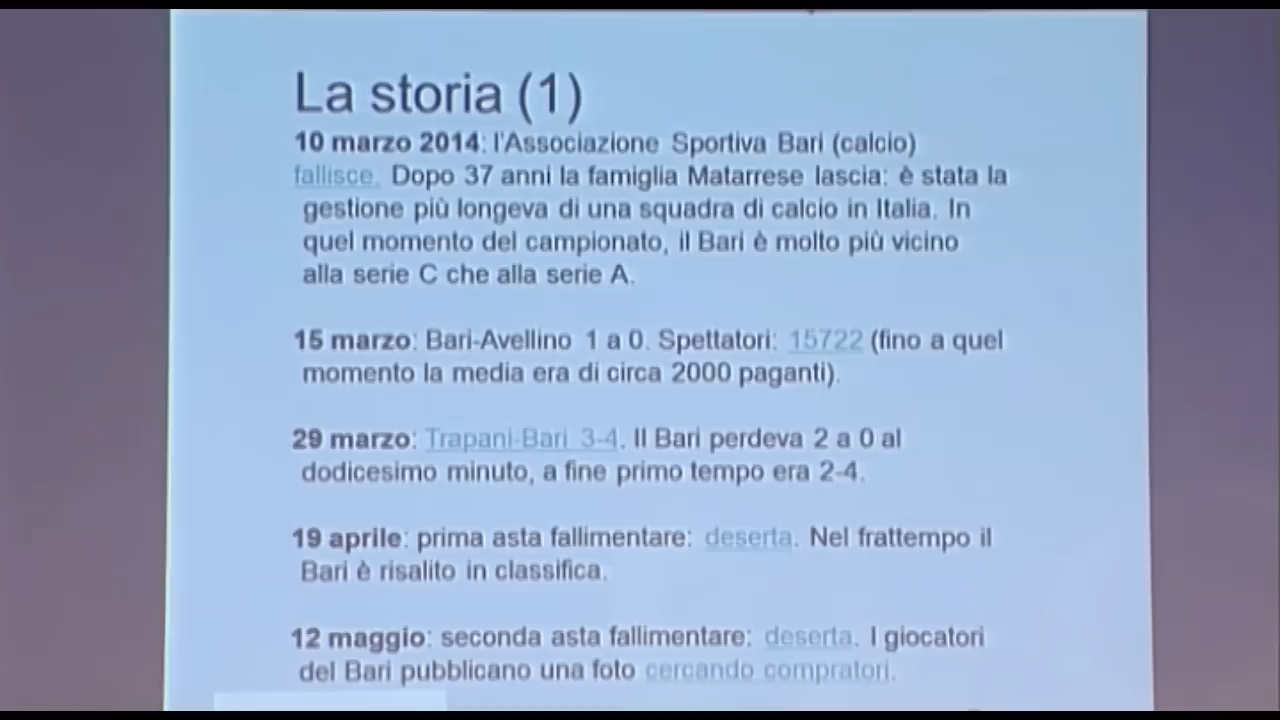 La storia (1)
10 marzo 2014: l'Associazione Sportiva Bari (calcio)
fallisce. Dopo 37 anni la famiglia Matarrese lascia: è stata la
gestione più longeva di una squadra di calcio in Italia. In
quel momento del campionato, il Bari è molto più vicino
alla serie C che alla serie A.
15 marzo: Bari-Avellino 1 a 0. Spettatori: 15722 (fino a quel
momento la media era di circa 2000 paganti).
29 marzo: Trapani-Bari 3-4. Il Bari perdeva 2 a 0 al
dodicesimo minuto, a fine primo tempo era 2-4.
19 aprile: prima asta fallimentare: deserta. Nel frattempo il
Bari è risalito in classifica.
12 maggio: seconda asta fallimentare: deserta. I giocatori
del Bari pubblicano una foto cercando compratori.